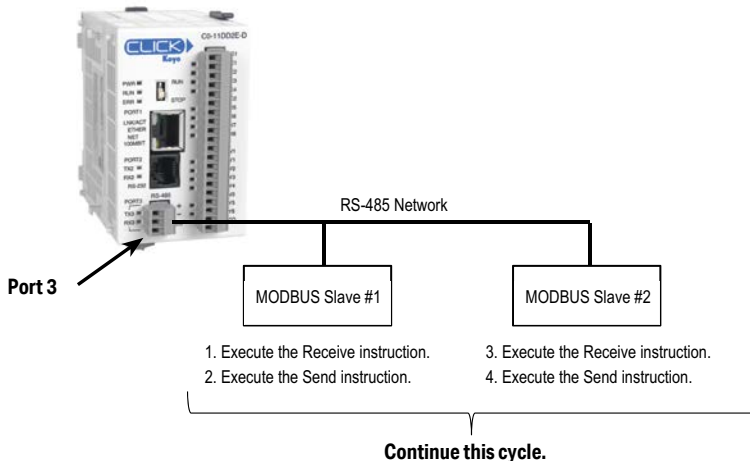 CLICK
Koyo
C0-11DD2E-D
PWR
RUN
ERR
RUN
STOP
PORT1
LNK/ACT
ETHER
NET
100MBIT
PORT2
TX2
RX2
RS-232
RS-485
PORT3
TX3
RX3
RS-485 Network
Port 3
MODBUS Slave #1
MODBUS Slave #2
1. Execute the Receive instruction.
2. Execute the Send instruction.
3. Execute the Receive instruction.
4. Execute the Send instruction.
Continue this cycle.